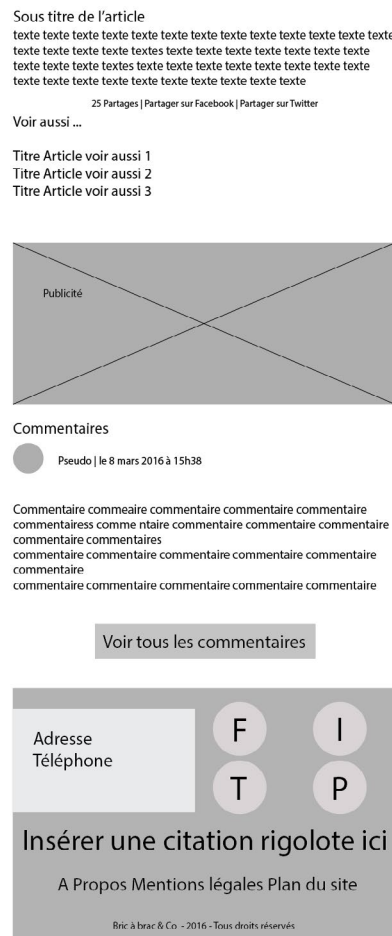 Sous titre de l'article
texte texte texte texte texte texte texte texte texte texte texte texte
texte texte texte texte textes texte texte texte texte texte texte texte
texte texte texte textes texte texte texte texte texte texte texte texte
texte texte texte texte texte texte texte texte texte texte
25 Partages | Partager sur Facebook | Partager sur Twitter
Voir aussi ...
Titre Article voir aussi 1
Titre Article voir aussi 2
Titre Article voir aussi 3
Publicité
Commentaires
Pseudo | le 8 mars 2016 à 15h38
Commentaire commeaire commentaire commentaire commentaire
commentairess comme ntaire commentaire commentaire commentaire
commentaire commentaires
commentaire commentaire commentaire commentaire commentaire
commentaire
commentaire commentaire commentaire commentaire commentaire
Voir tous les commentaires
Adresse
Téléphone
F I
T P
Insérer une citation rigolote ici
A Propos Mentions légales Plan du site
Bric à brac & Co - 2016 - Tous droits réservés